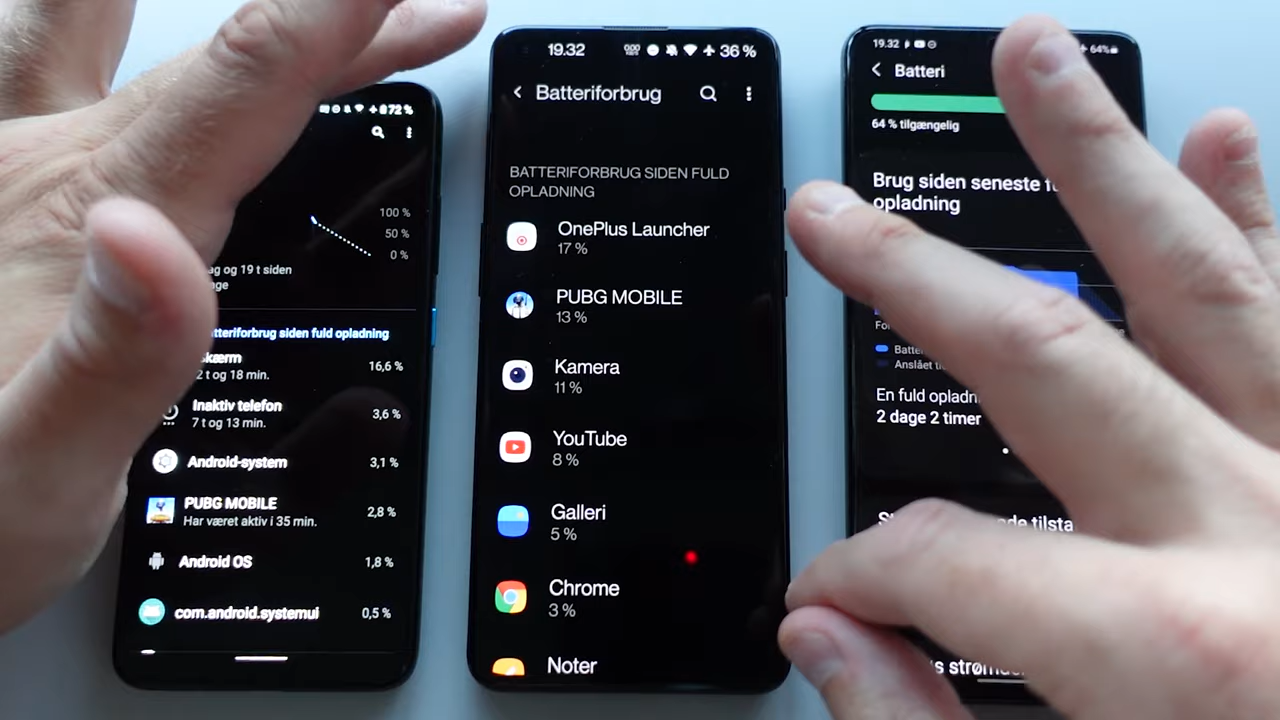 72 %
100 %
50 %
0 %
og 19 t siden
tteriforbrug siden fuld opladning
skærm
2 t og 18 min.
16,6 %
Inaktiv telefon
7 t og 13 min.
3,6 %
Android-system
3,1 %
PUBG MOBILE
Har været aktiv i 35 min.
2,8 %
Android OS
1,8 %
com.android.systemui
0,5 %
19.32
36 %
Batteriforbrug
BATTERIFORBRUG SIDEN FULD
OPLADNING
OnePlus Launcher
17 %
PUBG MOBILE
13 %
Kamera
11 %
YouTube
8 %
Galleri
5 %
Chrome
3 %
Noter
19.32
64%
Batteri
64 % tilgængelig
Brug siden seneste
opladning
Anslået
En fuld
2 dage 2 timer